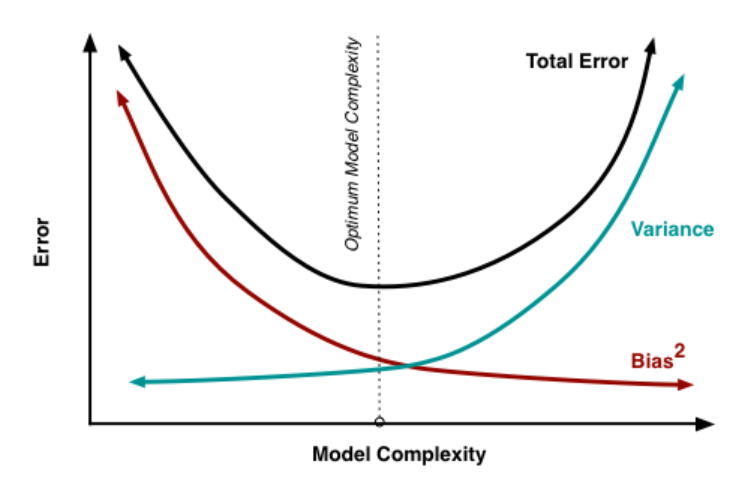 Optimum Model Complexity
Total Error
Error
Variance
Bias²
Model Complexity